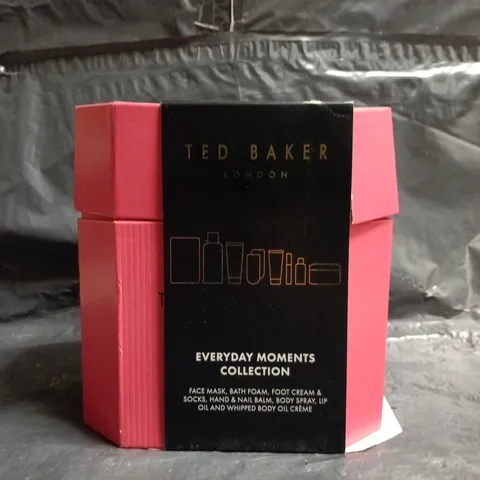 TED BAKER
LONDON
EVERYDAY MOMENTS
COLLECTION
FACE MASK, BATH FOAM, FOOT CREAM &
SOCKS, HAND & NAIL BALM, BODY SPRAY, LIP
OIL AND WHIPPED BODY OIL CRÈME